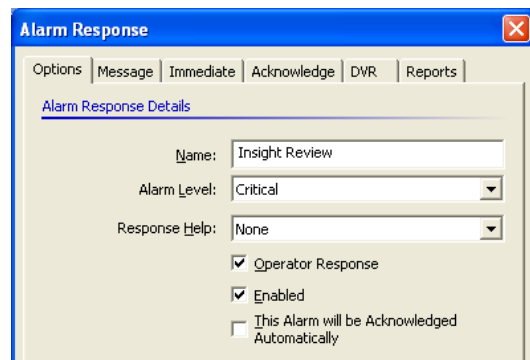 Alarm Response
Options Message Immediate Acknowledge DVR Reports
Alarm Response Details
Name: Insight Review
Alarm Level: Critical
Response Help: None
Operator Response
Enabled
This Alarm will be Acknowledged
Automatically